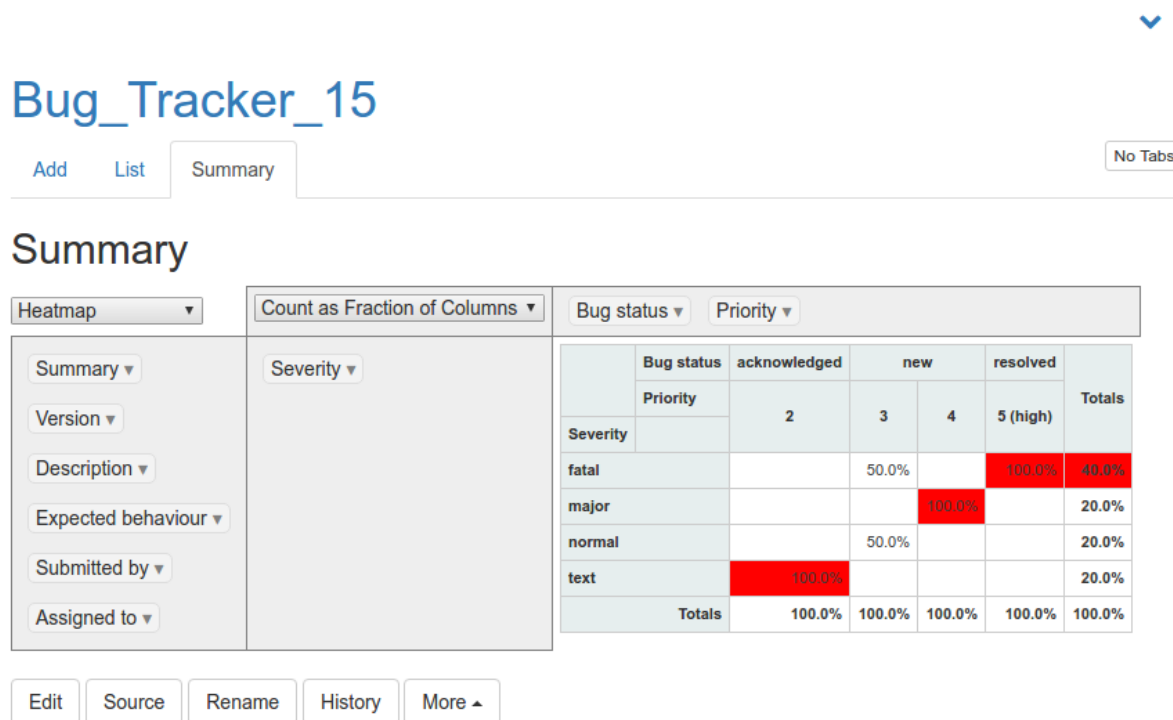 Bug_Tracker_15
Add List Summary
No Tabs
Summary
Heatmap Count as Fraction of Columns Bug status Priority
Summary
Version
Description
Expected behaviour
Submitted by
Assigned to
Severity
Bug status acknowledged new resolved Totals
Priority 2 3 4 5 (high)
Severity
fatal 50.0% 100.0% 40.0%
major 100.0% 20.0%
normal 50.0% 20.0%
text 100.0% 20.0%
Totals 100.0% 100.0% 100.0% 100.0% 100.0%
Edit Source Rename History More